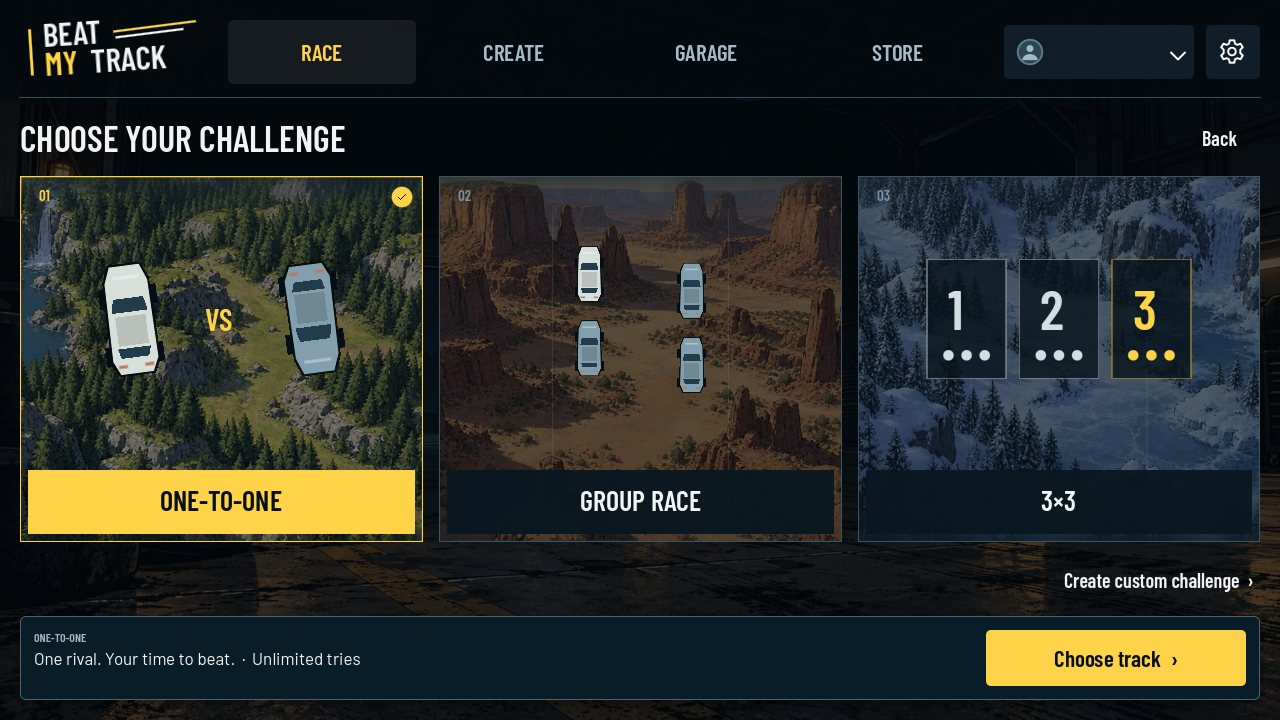 BEAT
MY TRACK
RACE
CREATE
GARAGE
STORE
CHOOSE YOUR CHALLENGE
Back
01
VS
ONE-TO-ONE
02
GROUP RACE
03
1
2
3
3×3
Create custom challenge ›
ONE-TO-ONE
One rival. Your time to beat. · Unlimited tries
Choose track ›